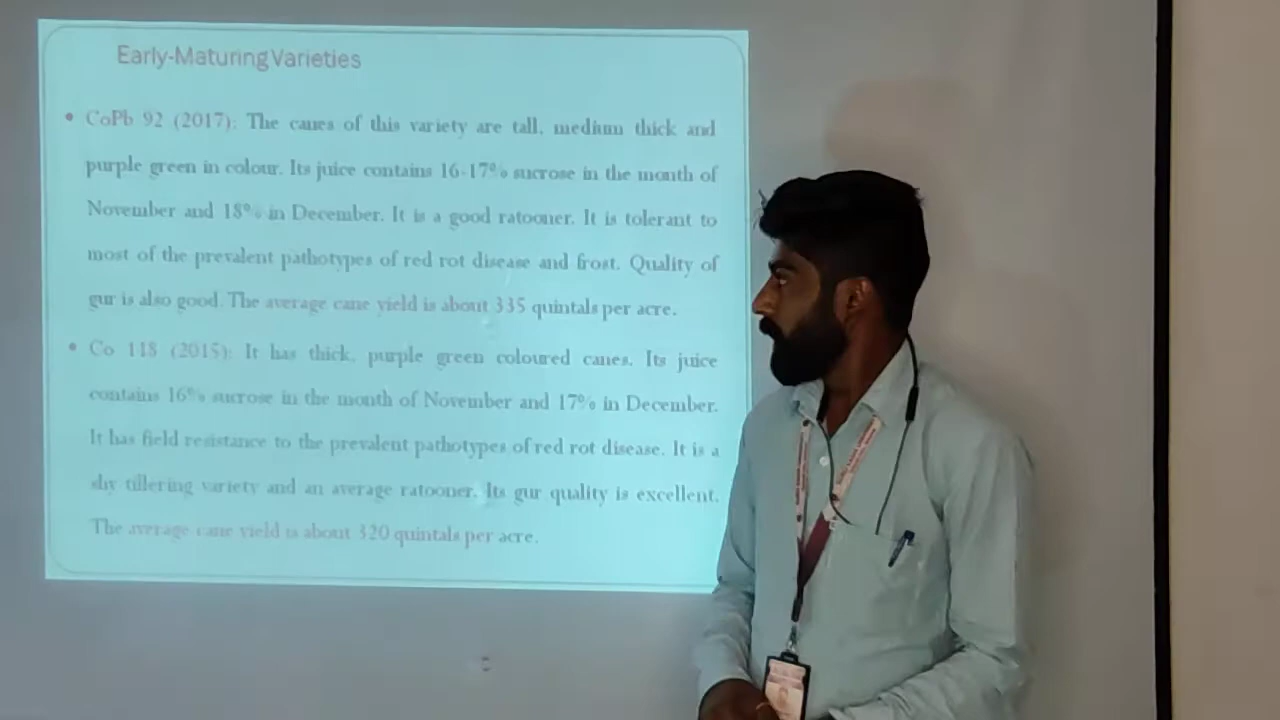 Early-Maturing Varieties
• CoPb 92 (2017): The canes of this variety are tall, medium thick and
purple green in colour. Its juice contains 16-17% sucrose in the month of
November and 18% in December. It is a good ratooner. It is tolerant to
most of the prevalent pathotypes of red rot disease and frost. Quality of
gur is also good. The average cane yield is about 335 quintals per acre.
• Co 118 (2015): It has thick, purple green coloured canes. Its juice
contains 16% sucrose in the month of November and 17% in December.
It has field resistance to the prevalent pathotypes of red rot disease. It is a
shy tillering variety and an average ratooner. Its gur quality is excellent.
The average cane yield is about 320 quintals per acre.